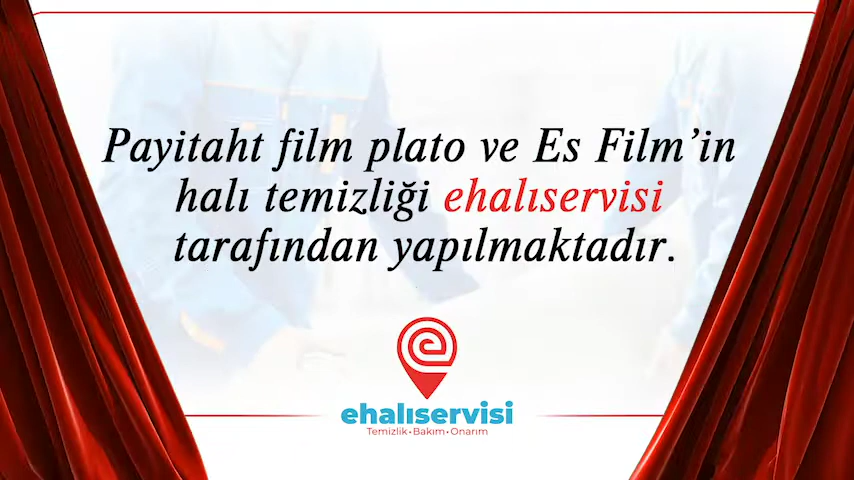 Payitaht film plato ve Es Film’in
halı temizliği ehalıservisi
tarafından yapılmaktadır.
e
ehalıservisi
Temizlik•Bakım•Onarım